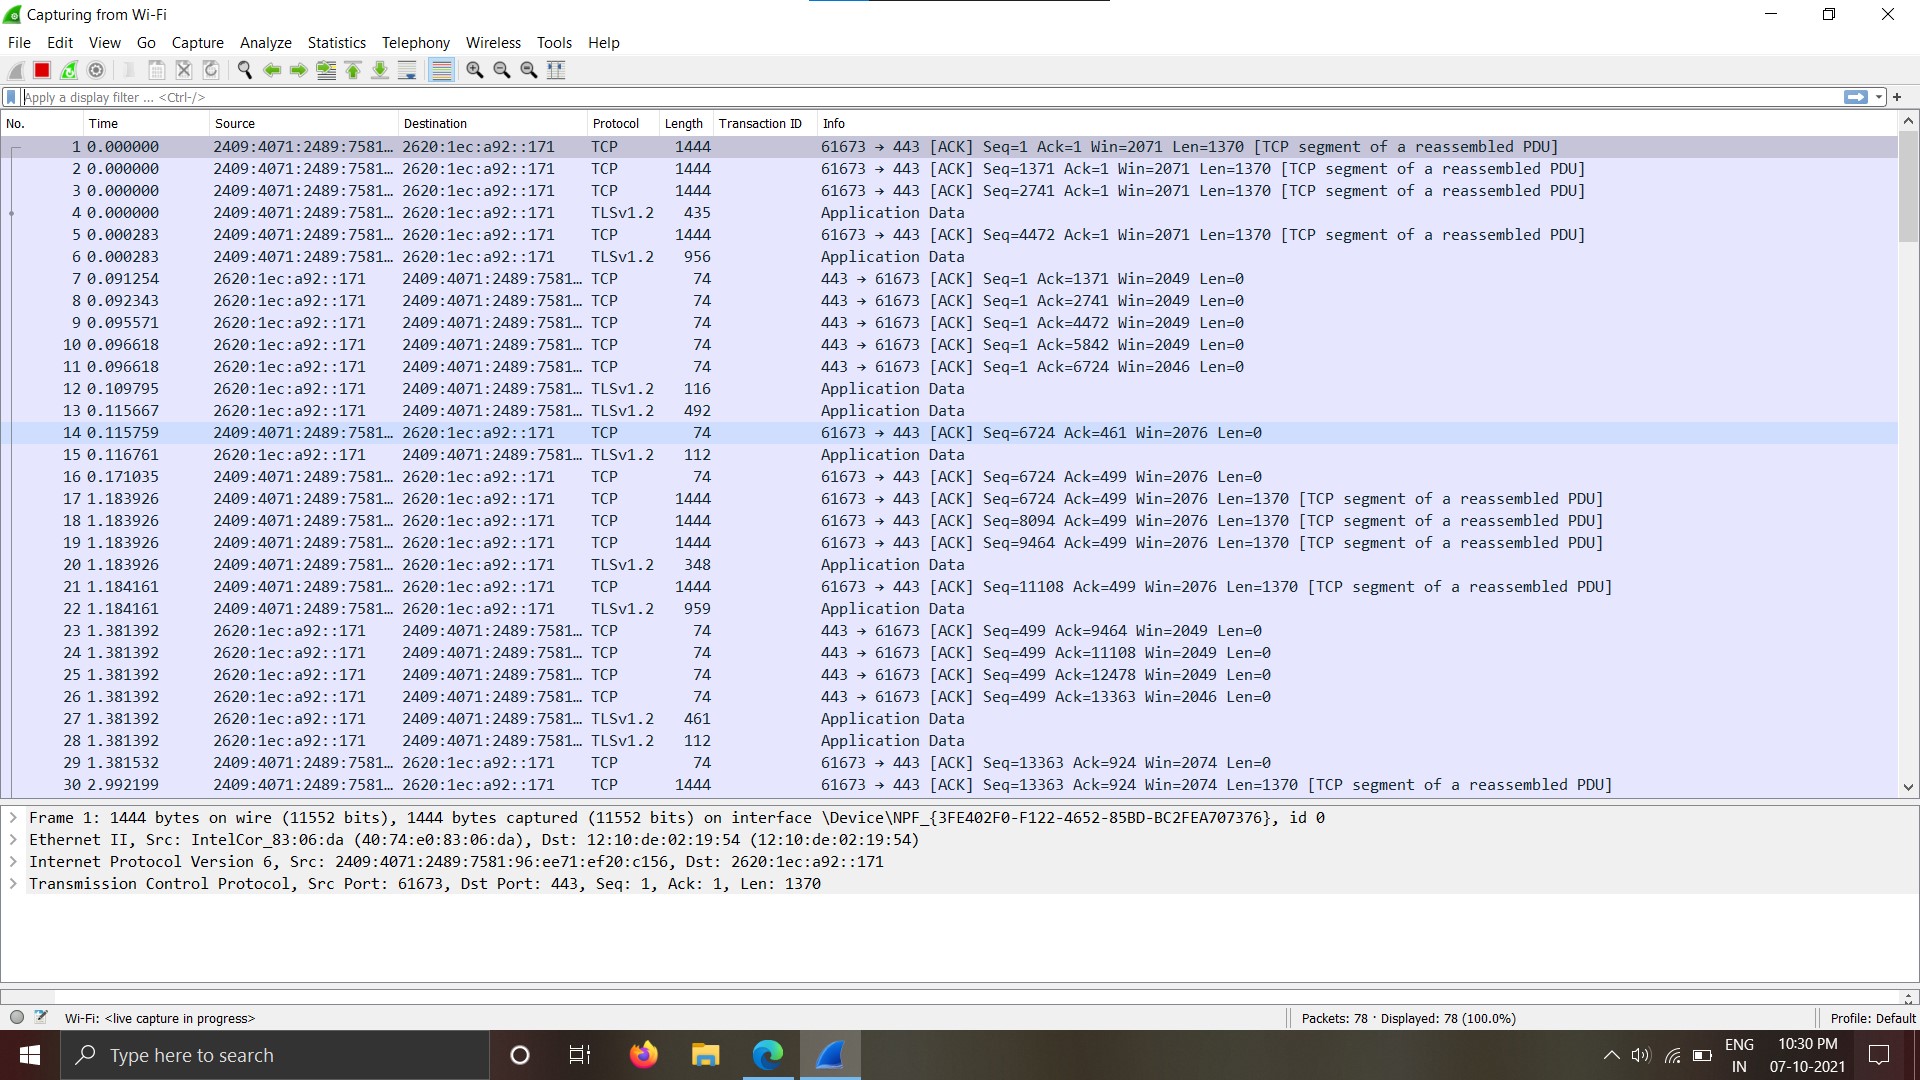 Capturing from Wi-Fi
File Edit View Go Capture Analyze Statistics Telephony Wireless Tools Help
Apply a display filter ... <Ctrl-/>
No. Time Source Destination Protocol Length Transaction ID Info
1 0.000000 2409:4071:2489:7581… 2620:1ec:a92::171 TCP 1444 61673 → 443 [ACK] Seq=1 Ack=1 Win=2071 Len=1370 [TCP segment of a reassembled PDU]
2 0.000000 2409:4071:2489:7581… 2620:1ec:a92::171 TCP 1444 61673 → 443 [ACK] Seq=1371 Ack=1 Win=2071 Len=1370 [TCP segment of a reassembled PDU]
3 0.000000 2409:4071:2489:7581… 2620:1ec:a92::171 TCP 1444 61673 → 443 [ACK] Seq=2741 Ack=1 Win=2071 Len=1370 [TCP segment of a reassembled PDU]
4 0.000000 2409:4071:2489:7581… 2620:1ec:a92::171 TLSv1.2 435 Application Data
5 0.000283 2409:4071:2489:7581… 2620:1ec:a92::171 TCP 1444 61673 → 443 [ACK] Seq=4472 Ack=1 Win=2071 Len=1370 [TCP segment of a reassembled PDU]
6 0.000283 2409:4071:2489:7581… 2620:1ec:a92::171 TLSv1.2 956 Application Data
7 0.091254 2620:1ec:a92::171 2409:4071:2489:7581… TCP 74 443 → 61673 [ACK] Seq=1 Ack=1371 Win=2049 Len=0
8 0.092343 2620:1ec:a92::171 2409:4071:2489:7581… TCP 74 443 → 61673 [ACK] Seq=1 Ack=2741 Win=2049 Len=0
9 0.095571 2620:1ec:a92::171 2409:4071:2489:7581… TCP 74 443 → 61673 [ACK] Seq=1 Ack=4472 Win=2049 Len=0
10 0.096618 2620:1ec:a92::171 2409:4071:2489:7581… TCP 74 443 → 61673 [ACK] Seq=1 Ack=5842 Win=2049 Len=0
11 0.096618 2620:1ec:a92::171 2409:4071:2489:7581… TCP 74 443 → 61673 [ACK] Seq=1 Ack=6724 Win=2046 Len=0
12 0.109795 2620:1ec:a92::171 2409:4071:2489:7581… TLSv1.2 116 Application Data
13 0.115667 2620:1ec:a92::171 2409:4071:2489:7581… TLSv1.2 492 Application Data
14 0.115759 2409:4071:2489:7581… 2620:1ec:a92::171 TCP 74 61673 → 443 [ACK] Seq=6724 Ack=461 Win=2076 Len=0
15 0.116761 2620:1ec:a92::171 2409:4071:2489:7581… TLSv1.2 112 Application Data
16 0.171035 2409:4071:2489:7581… 2620:1ec:a92::171 TCP 74 61673 → 443 [ACK] Seq=6724 Ack=499 Win=2076 Len=0
17 1.183926 2409:4071:2489:7581… 2620:1ec:a92::171 TCP 1444 61673 → 443 [ACK] Seq=6724 Ack=499 Win=2076 Len=1370 [TCP segment of a reassembled PDU]
18 1.183926 2409:4071:2489:7581… 2620:1ec:a92::171 TCP 1444 61673 → 443 [ACK] Seq=8094 Ack=499 Win=2076 Len=1370 [TCP segment of a reassembled PDU]
19 1.183926 2409:4071:2489:7581… 2620:1ec:a92::171 TCP 1444 61673 → 443 [ACK] Seq=9464 Ack=499 Win=2076 Len=1370 [TCP segment of a reassembled PDU]
20 1.183926 2409:4071:2489:7581… 2620:1ec:a92::171 TLSv1.2 348 Application Data
21 1.184161 2409:4071:2489:7581… 2620:1ec:a92::171 TCP 1444 61673 → 443 [ACK] Seq=11108 Ack=499 Win=2076 Len=1370 [TCP segment of a reassembled PDU]
22 1.184161 2409:4071:2489:7581… 2620:1ec:a92::171 TLSv1.2 959 Application Data
23 1.381392 2620:1ec:a92::171 2409:4071:2489:7581… TCP 74 443 → 61673 [ACK] Seq=499 Ack=9464 Win=2049 Len=0
24 1.381392 2620:1ec:a92::171 2409:4071:2489:7581… TCP 74 443 → 61673 [ACK] Seq=499 Ack=11108 Win=2049 Len=0
25 1.381392 2620:1ec:a92::171 2409:4071:2489:7581… TCP 74 443 → 61673 [ACK] Seq=499 Ack=12478 Win=2049 Len=0
26 1.381392 2620:1ec:a92::171 2409:4071:2489:7581… TCP 74 443 → 61673 [ACK] Seq=499 Ack=13363 Win=2046 Len=0
27 1.381392 2620:1ec:a92::171 2409:4071:2489:7581… TLSv1.2 461 Application Data
28 1.381392 2620:1ec:a92::171 2409:4071:2489:7581… TLSv1.2 112 Application Data
29 1.381532 2409:4071:2489:7581… 2620:1ec:a92::171 TCP 74 61673 → 443 [ACK] Seq=13363 Ack=924 Win=2074 Len=0
30 2.992199 2409:4071:2489:7581… 2620:1ec:a92::171 TCP 1444 61673 → 443 [ACK] Seq=13363 Ack=924 Win=2074 Len=1370 [TCP segment of a reassembled PDU]
Frame 1: 1444 bytes on wire (11552 bits), 1444 bytes captured (11552 bits) on interface \Device\NPF_{3FE402F0-F122-4652-85BD-BC2FEA707376}, id 0
Ethernet II, Src: IntelCor_83:06:da (40:74:e0:83:06:da), Dst: 12:10:de:02:19:54 (12:10:de:02:19:54)
Internet Protocol Version 6, Src: 2409:4071:2489:7581:96:ee71:ef20:c156, Dst: 2620:1ec:a92::171
Transmission Control Protocol, Src Port: 61673, Dst Port: 443, Seq: 1, Ack: 1, Len: 1370
Wi-Fi: <live capture in progress> Packets: 78 · Displayed: 78 (100.0%) Profile: Default
Type here to search
ENG 10:30 PM
IN 07-10-2021